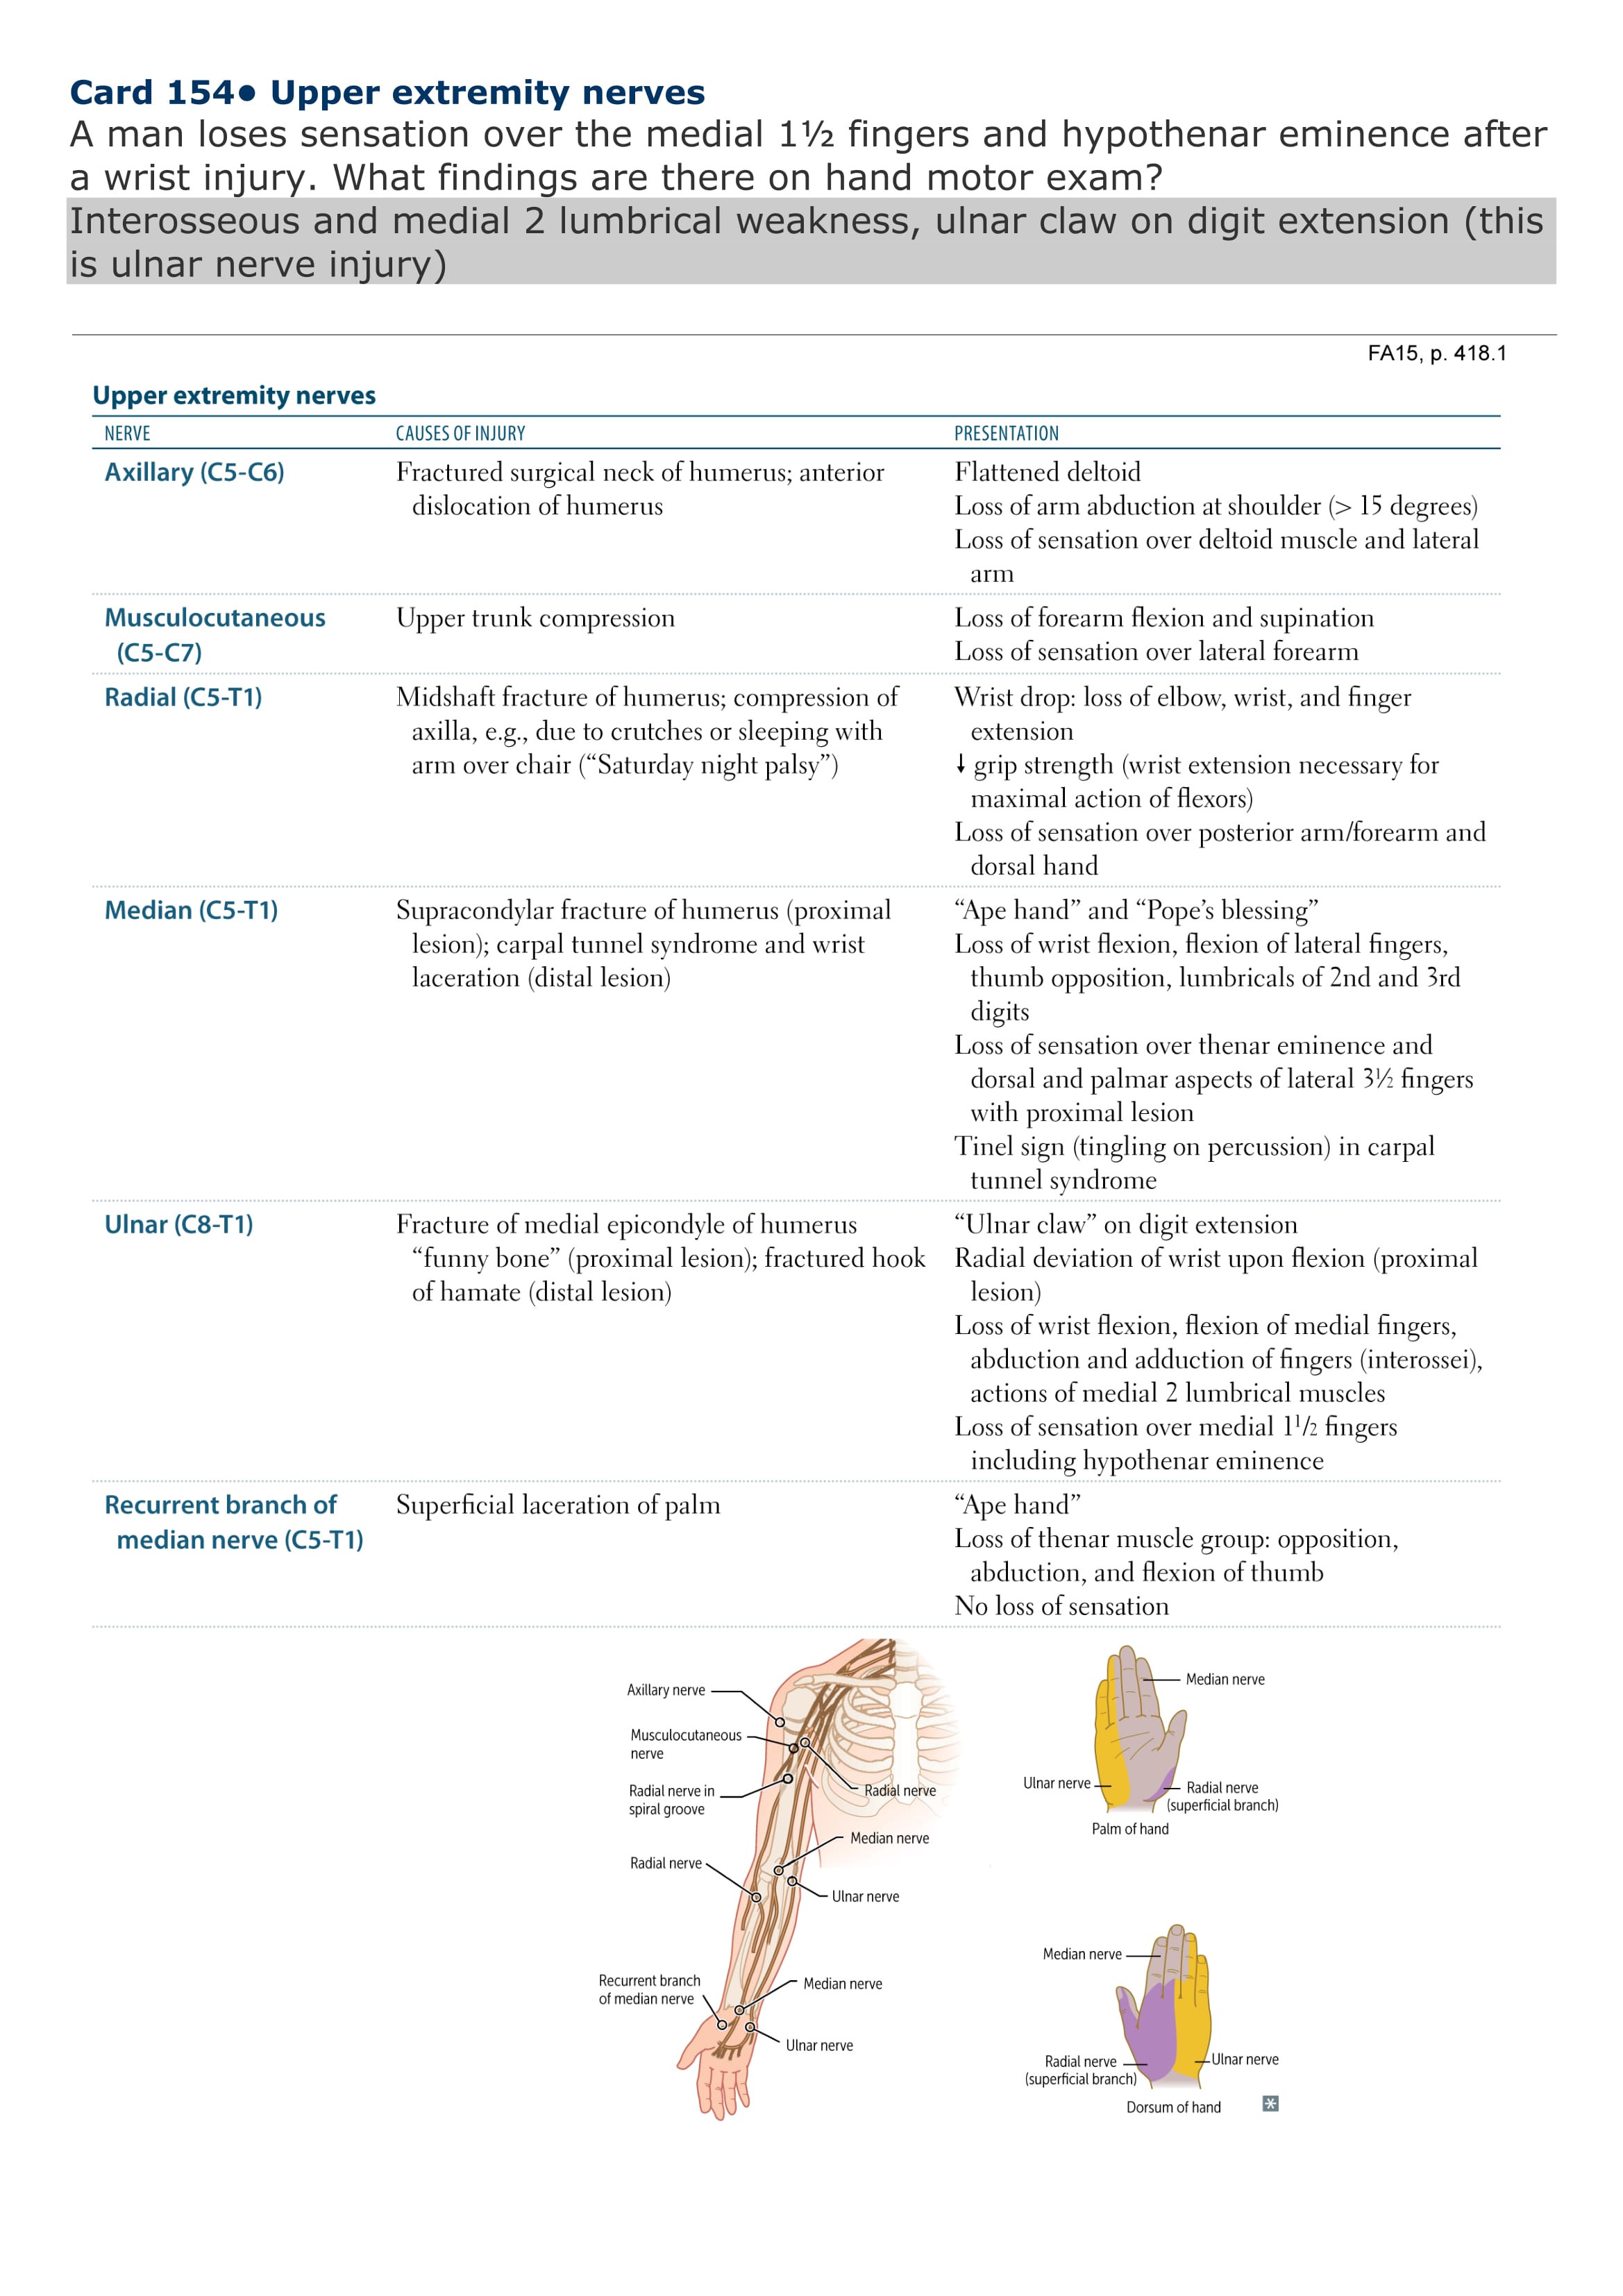 Card 154• Upper extremity nerves
A man loses sensation over the medial 1½ fingers and hypothenar eminence after
a wrist injury. What findings are there on hand motor exam?
Interosseous and medial 2 lumbrical weakness, ulnar claw on digit extension (this
is ulnar nerve injury)
FA15, p. 418.1
Upper extremity nerves
NERVE CAUSES OF INJURY PRESENTATION
Axillary (C5-C6) Fractured surgical neck of humerus; anterior Flattened deltoid
dislocation of humerus Loss of arm abduction at shoulder (> 15 degrees)
Loss of sensation over deltoid muscle and lateral
arm
Musculocutaneous Upper trunk compression Loss of forearm flexion and supination
(C5-C7) Loss of sensation over lateral forearm
Radial (C5-T1) Midshaft fracture of humerus; compression of Wrist drop: loss of elbow, wrist, and finger
axilla, e.g., due to crutches or sleeping with extension
arm over chair (“Saturday night palsy”) ↓ grip strength (wrist extension necessary for
maximal action of flexors)
Loss of sensation over posterior arm/forearm and
dorsal hand
Median (C5-T1) Supracondylar fracture of humerus (proximal “Ape hand” and “Pope’s blessing”
lesion); carpal tunnel syndrome and wrist Loss of wrist flexion, flexion of lateral fingers,
laceration (distal lesion) thumb opposition, lumbricals of 2nd and 3rd
digits
Loss of sensation over thenar eminence and
dorsal and palmar aspects of lateral 3½ fingers
with proximal lesion
Tinel sign (tingling on percussion) in carpal
tunnel syndrome
Ulnar (C8-T1) Fracture of medial epicondyle of humerus “Ulnar claw” on digit extension
“funny bone” (proximal lesion); fractured hook Radial deviation of wrist upon flexion (proximal
of hamate (distal lesion) lesion)
Loss of wrist flexion, flexion of medial fingers,
abduction and adduction of fingers (interossei),
actions of medial 2 lumbrical muscles
Loss of sensation over medial 1¹/₂ fingers
including hypothenar eminence
Recurrent branch of Superficial laceration of palm “Ape hand”
median nerve (C5-T1) Loss of thenar muscle group: opposition,
abduction, and flexion of thumb
No loss of sensation
Axillary nerve
Musculocutaneous
nerve
Radial nerve in
spiral groove
Radial nerve
Median nerve
Radial nerve
Ulnar nerve
Recurrent branch
of median nerve
Median nerve
Ulnar nerve
Median nerve
Ulnar nerve
Radial nerve
(superficial branch)
Palm of hand
Median nerve
Radial nerve
(superficial branch)
Ulnar nerve
Dorsum of hand